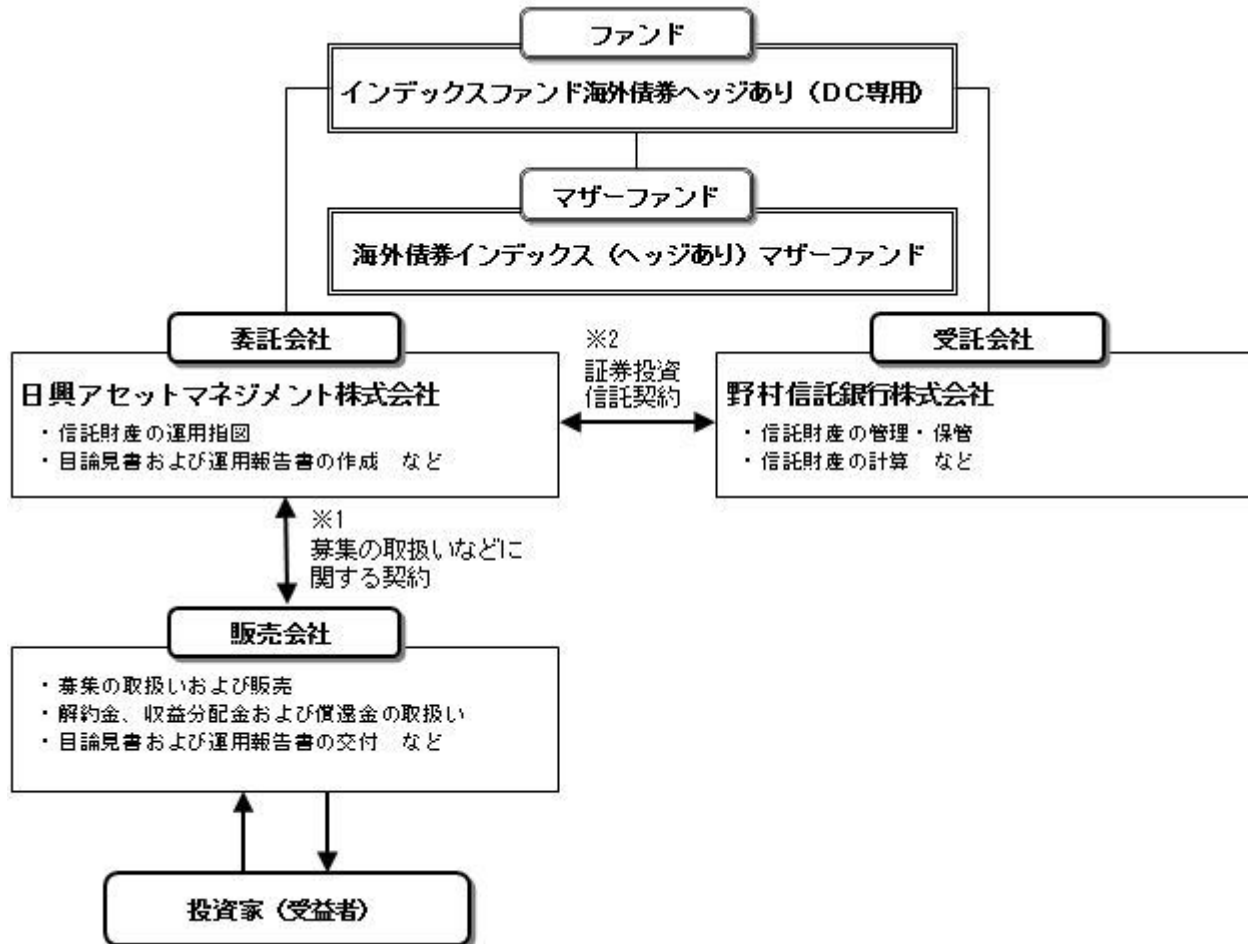 ファンド
インデックスファンド海外債券ヘッジあり（ＤＣ専用）
マザーファンド
海外債券インデックス（ヘッジあり）マザーファンド
委託会社
日興アセットマネジメント株式会社
・信託財産の運用指図
・目論見書および運用報告書の作成　など
※2
証券投資
信託契約
受託会社
野村信託銀行株式会社
・信託財産の管理・保管
・信託財産の計算　など
※1
募集の取扱いなどに
関する契約
販売会社
・募集の取扱いおよび販売
・解約金、収益分配金および償還金の取扱い
・目論見書および運用報告書の交付　など
投資家（受益者）